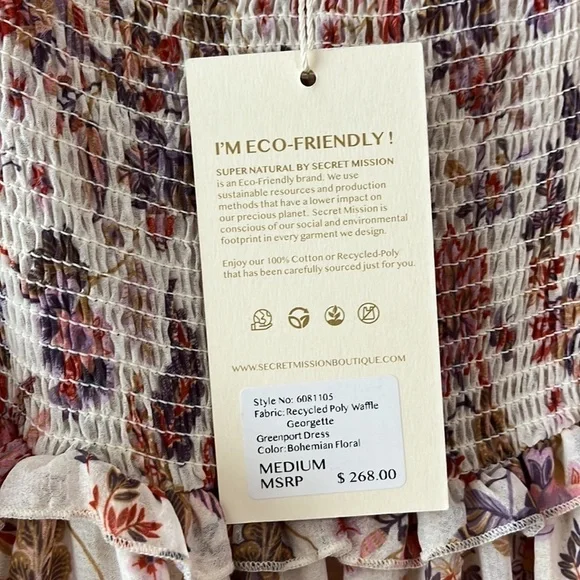 I'M ECO-FRIENDLY !
SUPER NATURAL BY SECRET MISSION
is an Eco-Friendly brand. We use
sustainable resources and production
methods that have a lower impact on
our precious planet. Secret Mission is
conscious of our social and environmental
footprint in every garment we design.
Enjoy our 100% Cotton or Recycled-Poly
that has been carefully sourced just for you.
WWW.SECRETMISSIONBOUTIQUE.COM
Style No: 6081105
Fabric:Recycled Poly Waffle
Georgette
Greenport Dress
Color:Bohemian Floral
MEDIUM
MSRP $ 268.00